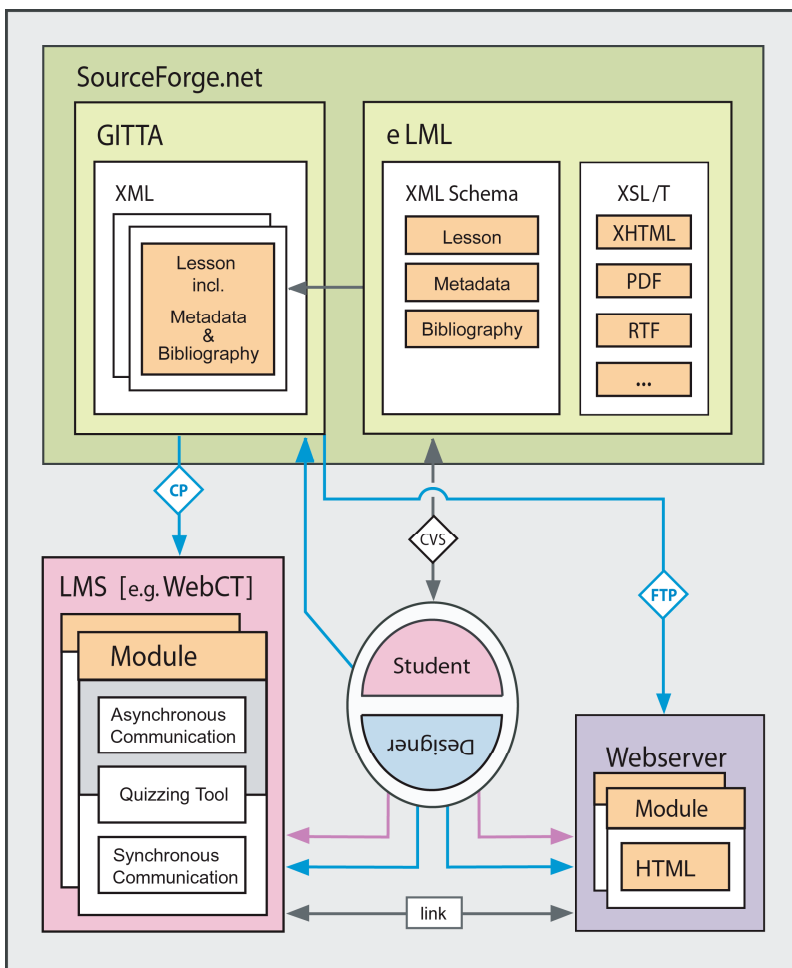 SourceForge.net
GITTA
XML
Lesson
incl.
Metadata
&
Bibliography
e LML
XML Schema
Lesson
Metadata
Bibliography
XSL /T
XHTML
PDF
RTF
...
CP
CVS
FTP
LMS [e.g. WebCT]
Module
Asynchronous
Communication
Quizzing Tool
Synchronous
Communication
Student
Designer
Webserver
Module
HTML
link